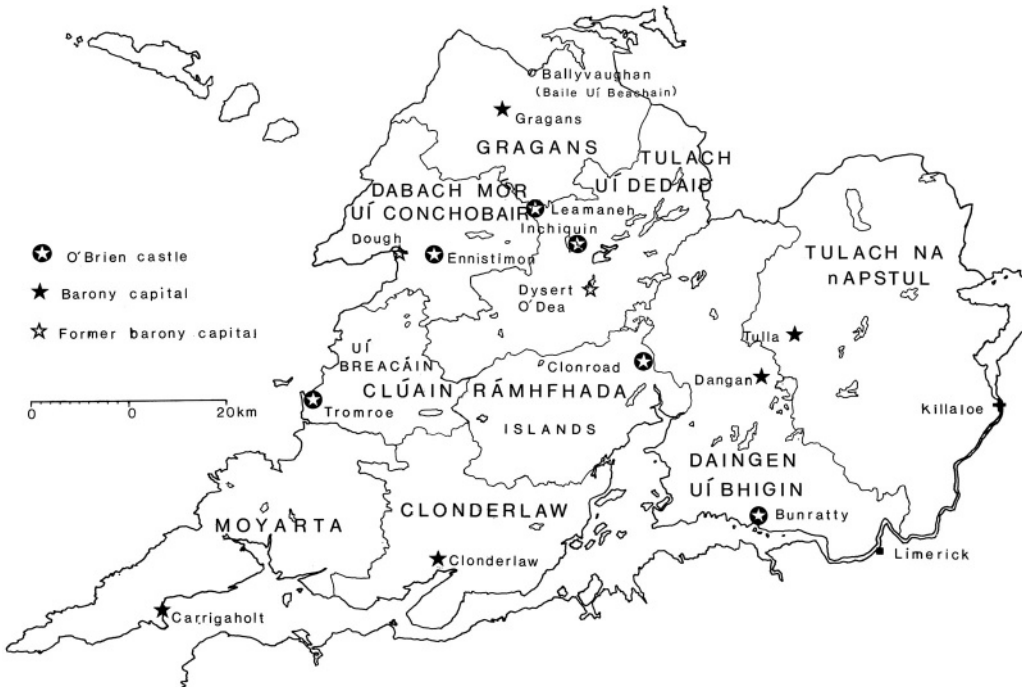 Ballyvaughan
(Baile Uí Beachain)
Gragans
GRAGANS
TULACH
UÍ DEDAID
DABACH MÓR
UÍ CONCHOBAIR
Leamaneh
Inchiquin
Dough
Ennistimon
O'Brien castle
Barony capital
Former barony capital
TULACH NA
nAPSTUL
Dysert
O'Dea
UÍ
BREACÁIN
Tulla
Clonroad
Dangan
CLÚAIN RÁMHFHADA
0 0 20km
Tromroe
Killaloe
ISLANDS
DAINGEN
UÍ BHIGIN
CLONDERLAW
MOYARTA
Bunratty
Limerick
Clonderlaw
Carrigaholt